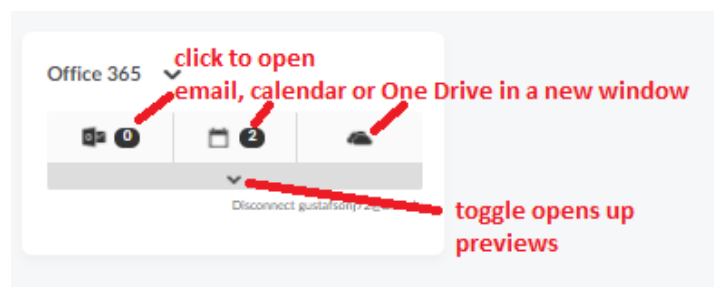 click to open
Office 365
email, calendar or One Drive in a new window
0 2
Disconnect
toggle opens up
previews